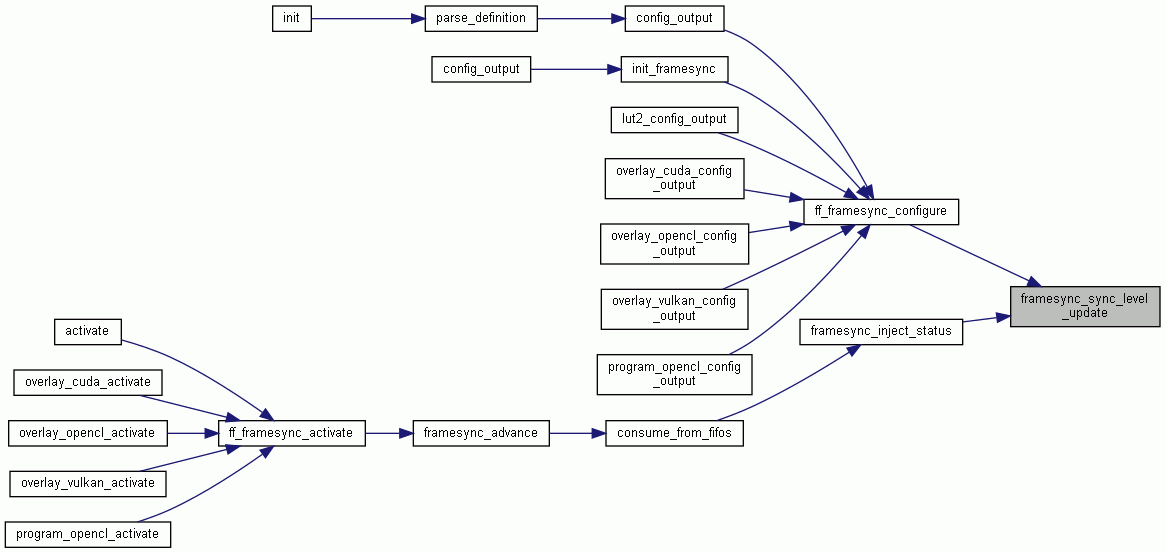 init
parse_definition
config_output
config_output
init_framesync
lut2_config_output
overlay_cuda_config
_output
ff_framesync_configure
overlay_opencl_config
_output
overlay_vulkan_config
_output
framesync_sync_level
_update
activate
framesync_inject_status
program_opencl_config
_output
overlay_cuda_activate
overlay_opencl_activate
ff_framesync_activate
framesync_advance
consume_from_fifos
overlay_vulkan_activate
program_opencl_activate